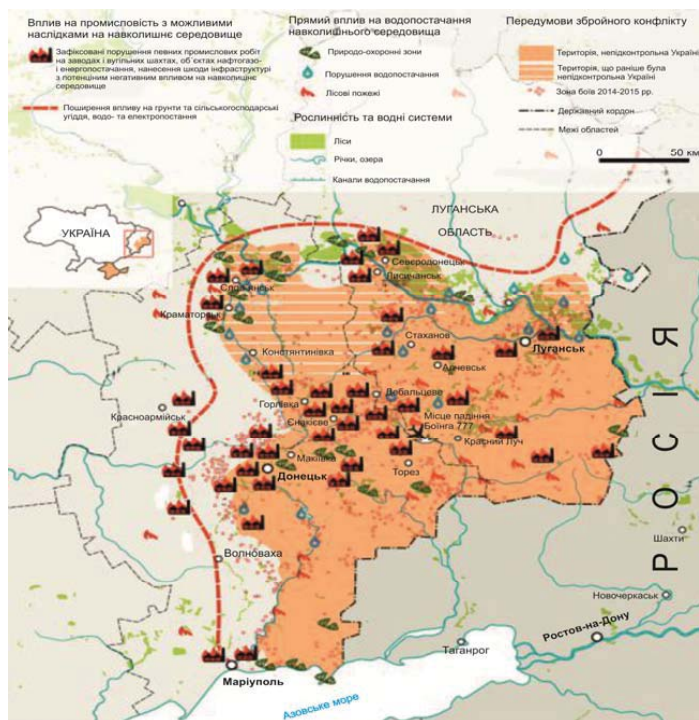 Вплив на промисловість з можливими
наслідками на навколишнє середовище
Зафіксовані порушення певних промислових робіт
на заводах і вугільних шахтах, об'єктах нафтогазо-
і енергопостачання, нанесення шкоди інфраструктурі
з потенціним негативним впливом на навколишнє
середовище
Поширення впливу на грунти та сільськогосподарські
угіддя, водо- та електропостання
Прямий вплив на водопостачання
навколишнього середовища
Природо-охоронні зони
Порушення водопостачання
Лісові пожежі
Рослинність та водні системи
Ліси
Річки, озера
Канали водопостачання
Передумови збройного конфлікту
Територія, непідконтрольна Україні
Територія, що раніше була
непідконтрольна Україні
Зона боїв 2014-2015 рр.
Державний кордон
Межі областей
0 50 км
УКРАЇНА
ЛУГАНСЬКА
ОБЛАСТЬ
Сєвєродонецьк
Лисичанськ
Слов'янськ
Краматорськ
Стаханов
Луганськ
Констянтинівка
Алчевськ
Дебальцеве
Красноармійськ
Горлівка
Єнакієве
Місце падіння
Боїнга 777
Красний Луч
Макіївка
Донецьк
Торез
РОСІЯ
Шахти
Волноваха
Новочеркаськ
Ростов-на-Дону
Таганрог
Маріуполь
Азовське море